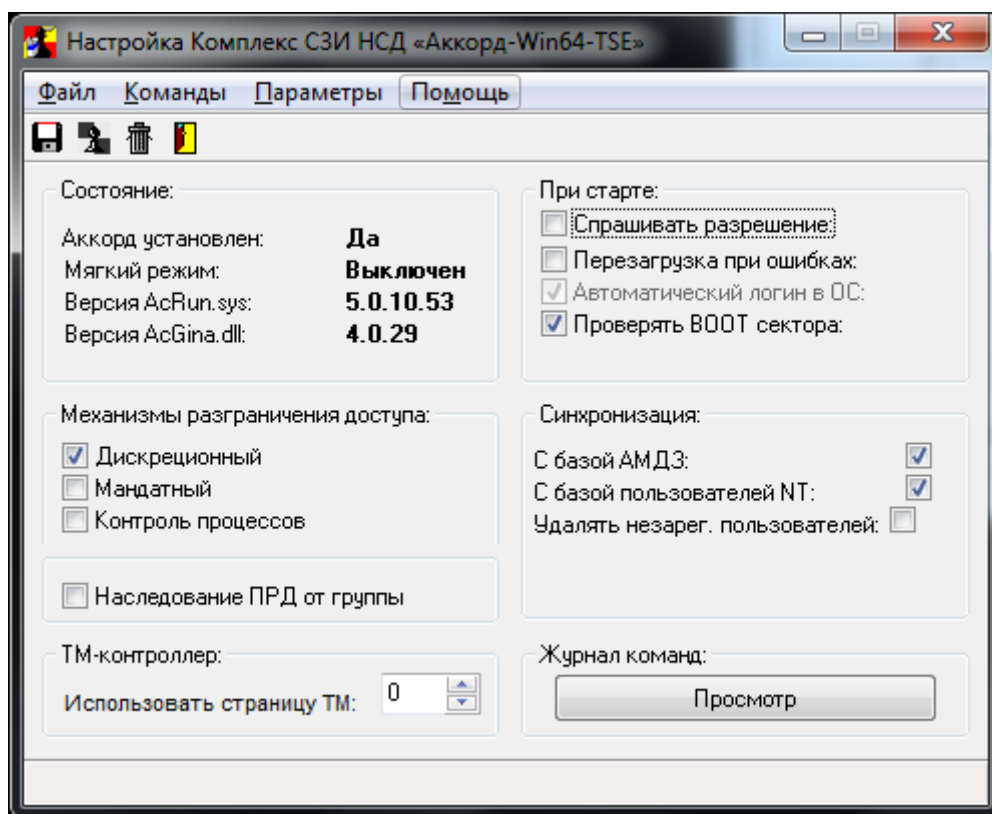 Настройка Комплекс СЗИ НСД «Аккорд-Win64-TSE»
Файл Команды Параметры Помощь
Состояние:
Аккорд установлен: Да
Мягкий режим: Выключен
Версия AcRun.sys: 5.0.10.53
Версия AcGina.dll: 4.0.29
При старте:
Спрашивать разрешение:
Перезагрузка при ошибках:
Автоматический логин в ОС:
Проверять BOOT сектора:
Механизмы разграничения доступа:
Дискреционный
Мандатный
Контроль процессов
Наследование ПРД от группы
Синхронизация:
С базой АМДЗ:
С базой пользователей NT:
Удалять незарег. пользователей:
ТМ-контроллер:
Использовать страницу ТМ: 0
Журнал команд:
Просмотр